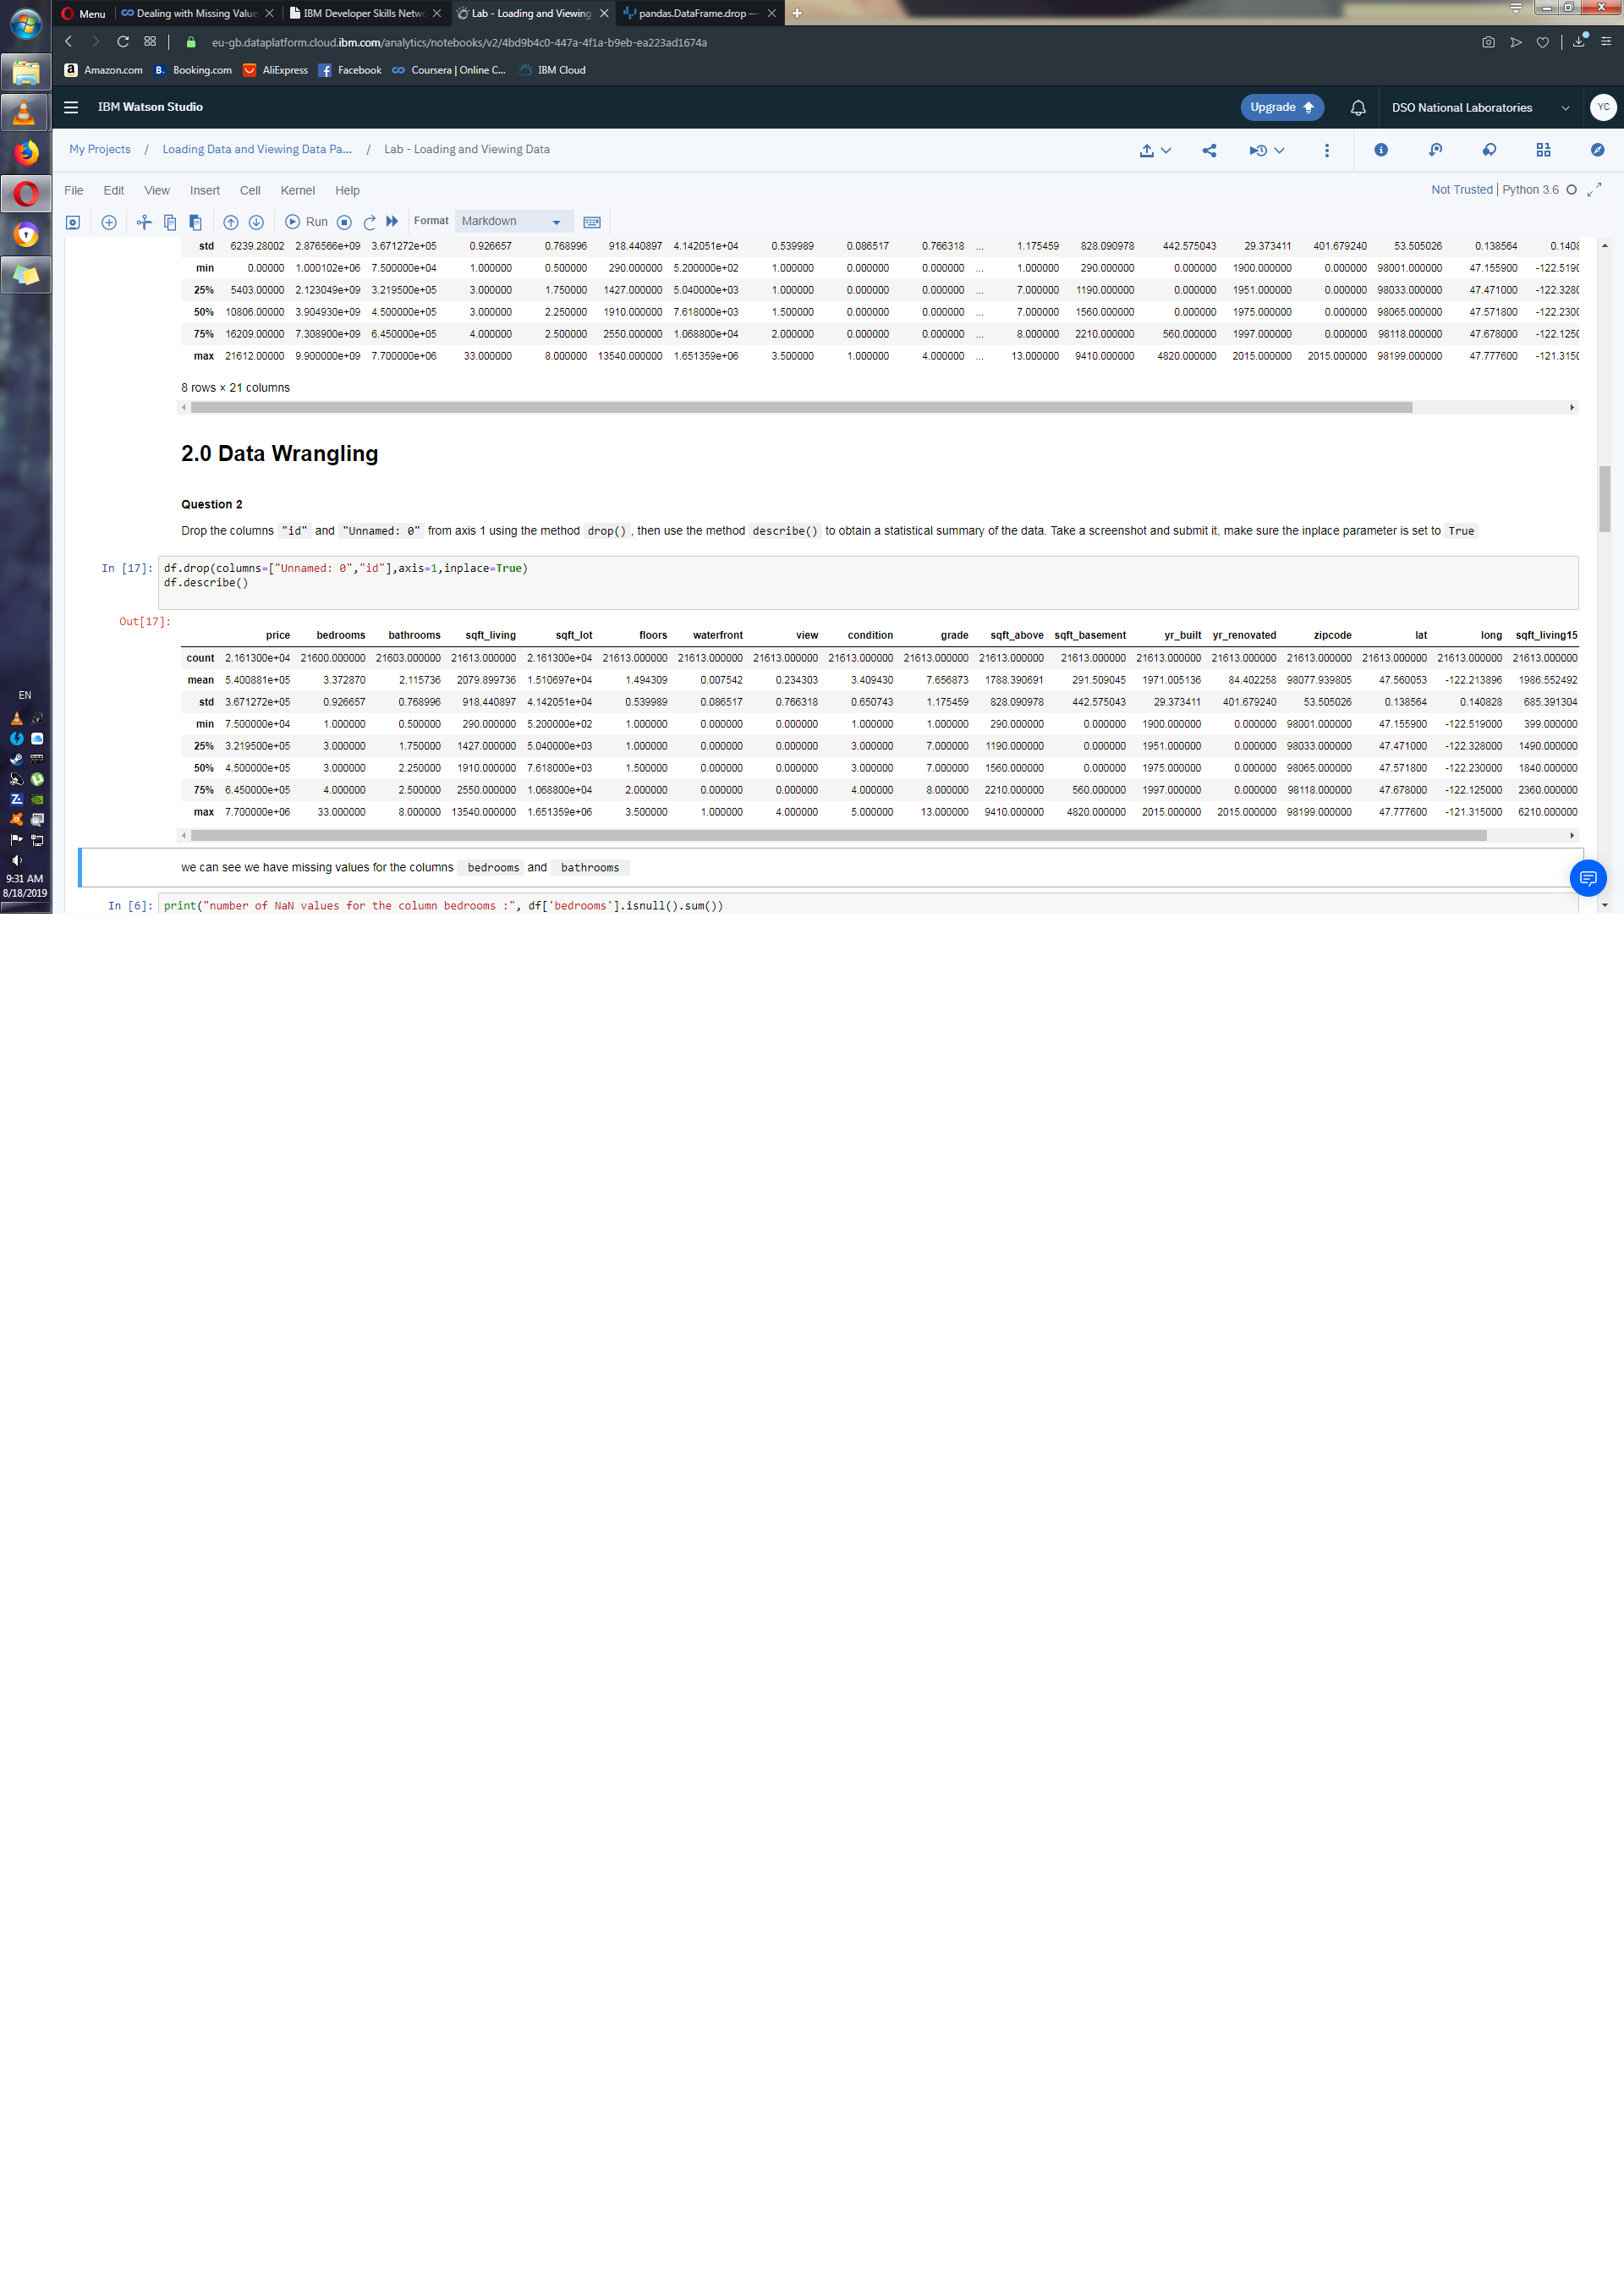 Menu
Dealing with Missing Value
IBM Developer Skills Netwo
Lab - Loading and Viewing
pandas.DataFrame.drop —
eu-gb.dataplatform.cloud.ibm.com/analytics/notebooks/v2/4bd9b4c0-447a-4f1a-b9eb-ea223ad1674a
Amazon.com Booking.com AliExpress Facebook Coursera | Online C... IBM Cloud
IBM Watson Studio
Upgrade
DSO National Laboratories
YC
My Projects / Loading Data and Viewing Data Pa... / Lab - Loading and Viewing Data
File Edit View Insert Cell Kernel Help
Not Trusted | Python 3.6
Run Format Markdown
std 6239.28002 2.876566e+09 3.671272e+05 0.926657 0.768996 918.440897 4.142051e+04 0.539989 0.086517 0.766318 ... 1.175459 828.090978 442.575043 29.373411 401.679240 53.505026 0.138564 0.1408
min 0.00000 1.000102e+06 7.500000e+04 1.000000 0.500000 290.000000 5.200000e+02 1.000000 0.000000 0.000000 ... 1.000000 290.000000 0.000000 1900.000000 0.000000 98001.000000 47.155900 -122.5190
25% 5403.00000 2.123049e+09 3.219500e+05 3.000000 1.750000 1427.000000 5.040000e+03 1.000000 0.000000 0.000000 ... 7.000000 1190.000000 0.000000 1951.000000 0.000000 98033.000000 47.471000 -122.3280
50% 10806.00000 3.904930e+09 4.500000e+05 3.000000 2.250000 1910.000000 7.618000e+03 1.500000 0.000000 0.000000 ... 7.000000 1560.000000 0.000000 1975.000000 0.000000 98065.000000 47.571800 -122.2300
75% 16209.00000 7.308900e+09 6.450000e+05 4.000000 2.500000 2550.000000 1.068800e+04 2.000000 0.000000 0.000000 ... 8.000000 2210.000000 560.000000 1997.000000 0.000000 98118.000000 47.678000 -122.1250
max 21612.00000 9.900000e+09 7.700000e+06 33.000000 8.000000 13540.000000 1.651359e+06 3.500000 1.000000 4.000000 ... 13.000000 9410.000000 4820.000000 2015.000000 2015.000000 98199.000000 47.777600 -121.3150
8 rows × 21 columns
2.0 Data Wrangling
Question 2
Drop the columns "id" and "Unnamed: 0" from axis 1 using the method drop() , then use the method describe() to obtain a statistical summary of the data. Take a screenshot and submit it, make sure the inplace parameter is set to True
In [17]: df.drop(columns=["Unnamed: 0","id"],axis=1,inplace=True)
df.describe()
Out[17]:
price bedrooms bathrooms sqft_living sqft_lot floors waterfront view condition grade sqft_above sqft_basement yr_built yr_renovated zipcode lat long sqft_living15
count 2.161300e+04 21600.000000 21603.000000 21613.000000 2.161300e+04 21613.000000 21613.000000 21613.000000 21613.000000 21613.000000 21613.000000 21613.000000 21613.000000 21613.000000 21613.000000 21613.000000 21613.000000 21613.000000
mean 5.400881e+05 3.372870 2.115736 2079.899736 1.510697e+04 1.494309 0.007542 0.234303 3.409430 7.656873 1788.390691 291.509045 1971.005136 84.402258 98077.939805 47.560053 -122.213896 1986.552492
std 3.671272e+05 0.926657 0.768996 918.440897 4.142051e+04 0.539989 0.086517 0.766318 0.650743 1.175459 828.090978 442.575043 29.373411 401.679240 53.505026 0.138564 0.140828 685.391304
min 7.500000e+04 1.000000 0.500000 290.000000 5.200000e+02 1.000000 0.000000 0.000000 1.000000 1.000000 290.000000 0.000000 1900.000000 0.000000 98001.000000 47.155900 -122.519000 399.000000
25% 3.219500e+05 3.000000 1.750000 1427.000000 5.040000e+03 1.000000 0.000000 0.000000 3.000000 7.000000 1190.000000 0.000000 1951.000000 0.000000 98033.000000 47.471000 -122.328000 1490.000000
50% 4.500000e+05 3.000000 2.250000 1910.000000 7.618000e+03 1.500000 0.000000 0.000000 3.000000 7.000000 1560.000000 0.000000 1975.000000 0.000000 98065.000000 47.571800 -122.230000 1840.000000
75% 6.450000e+05 4.000000 2.500000 2550.000000 1.068800e+04 2.000000 0.000000 0.000000 4.000000 8.000000 2210.000000 560.000000 1997.000000 0.000000 98118.000000 47.678000 -122.125000 2360.000000
max 7.700000e+06 33.000000 8.000000 13540.000000 1.651359e+06 3.500000 1.000000 4.000000 5.000000 13.000000 9410.000000 4820.000000 2015.000000 2015.000000 98199.000000 47.777600 -121.315000 6210.000000
we can see we have missing values for the columns bedrooms and bathrooms
In [6]: print("number of NaN values for the column bedrooms :", df['bedrooms'].isnull().sum())
EN
9:31 AM
8/18/2019